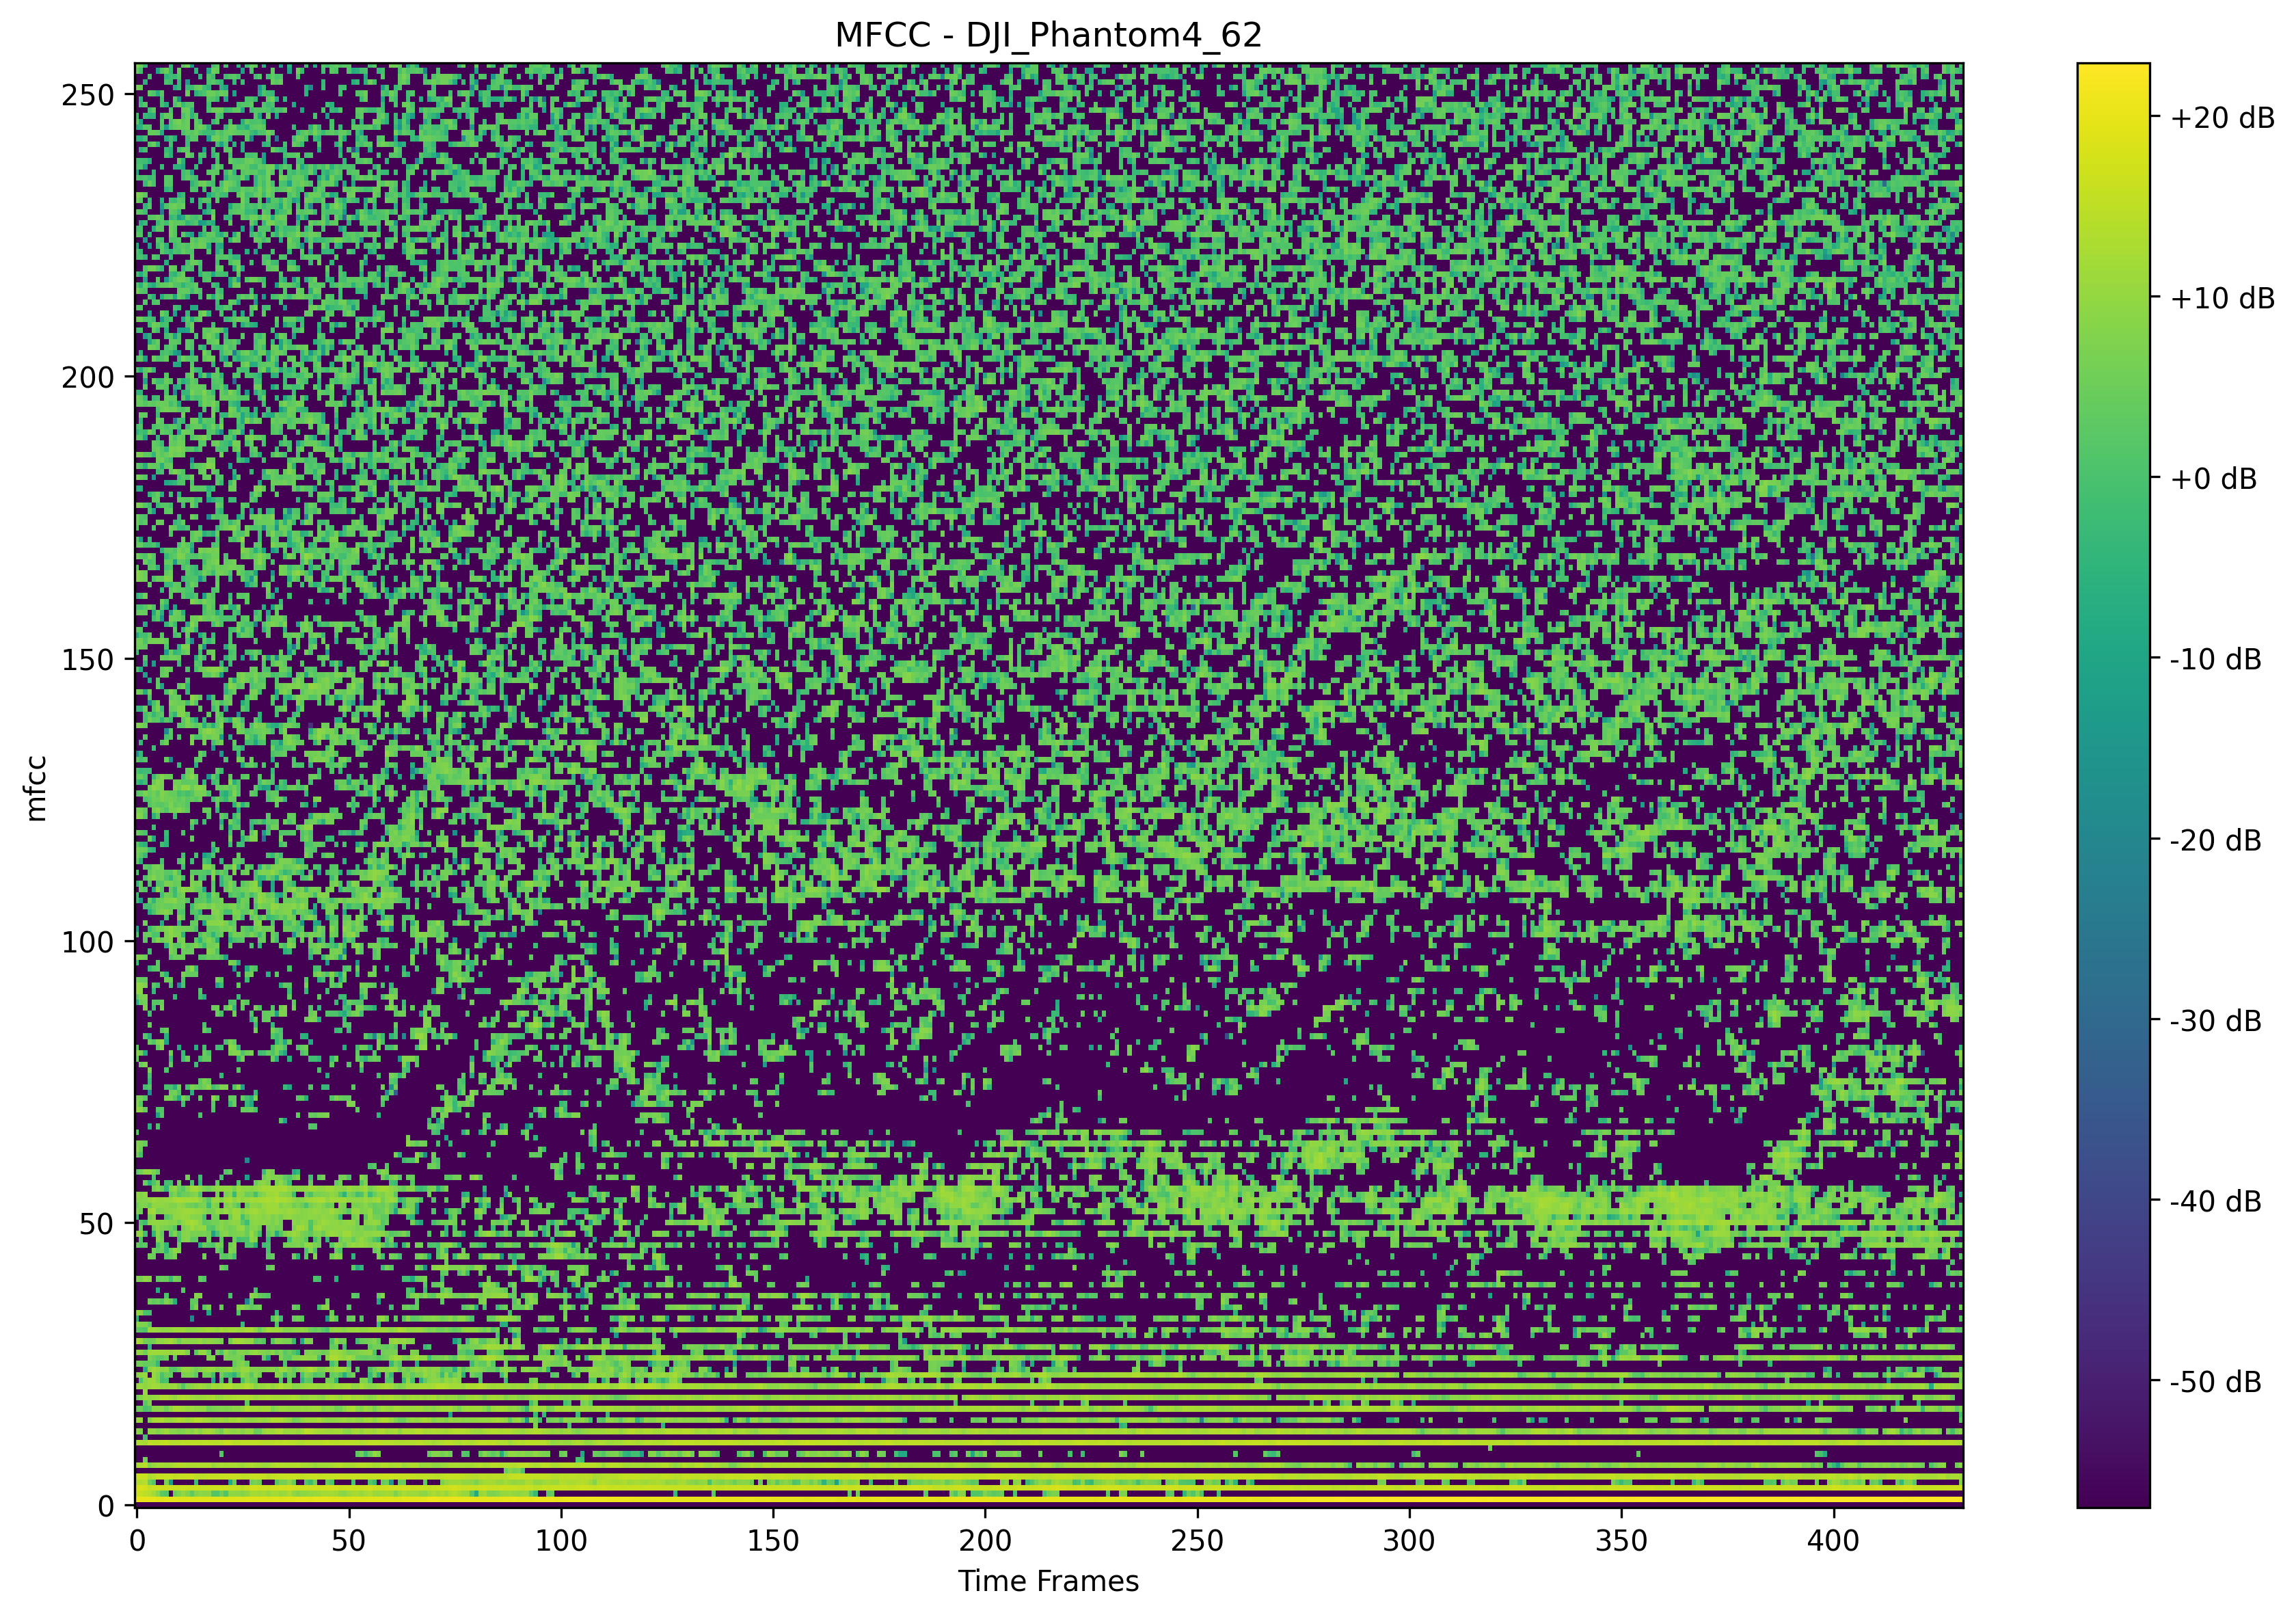 MFCC - DJI_Phantom4_62
250
200
150
100
50
0
mfcc
0 50 100 150 200 250 300 350 400
Time Frames
+20 dB
+10 dB
+0 dB
-10 dB
-20 dB
-30 dB
-40 dB
-50 dB